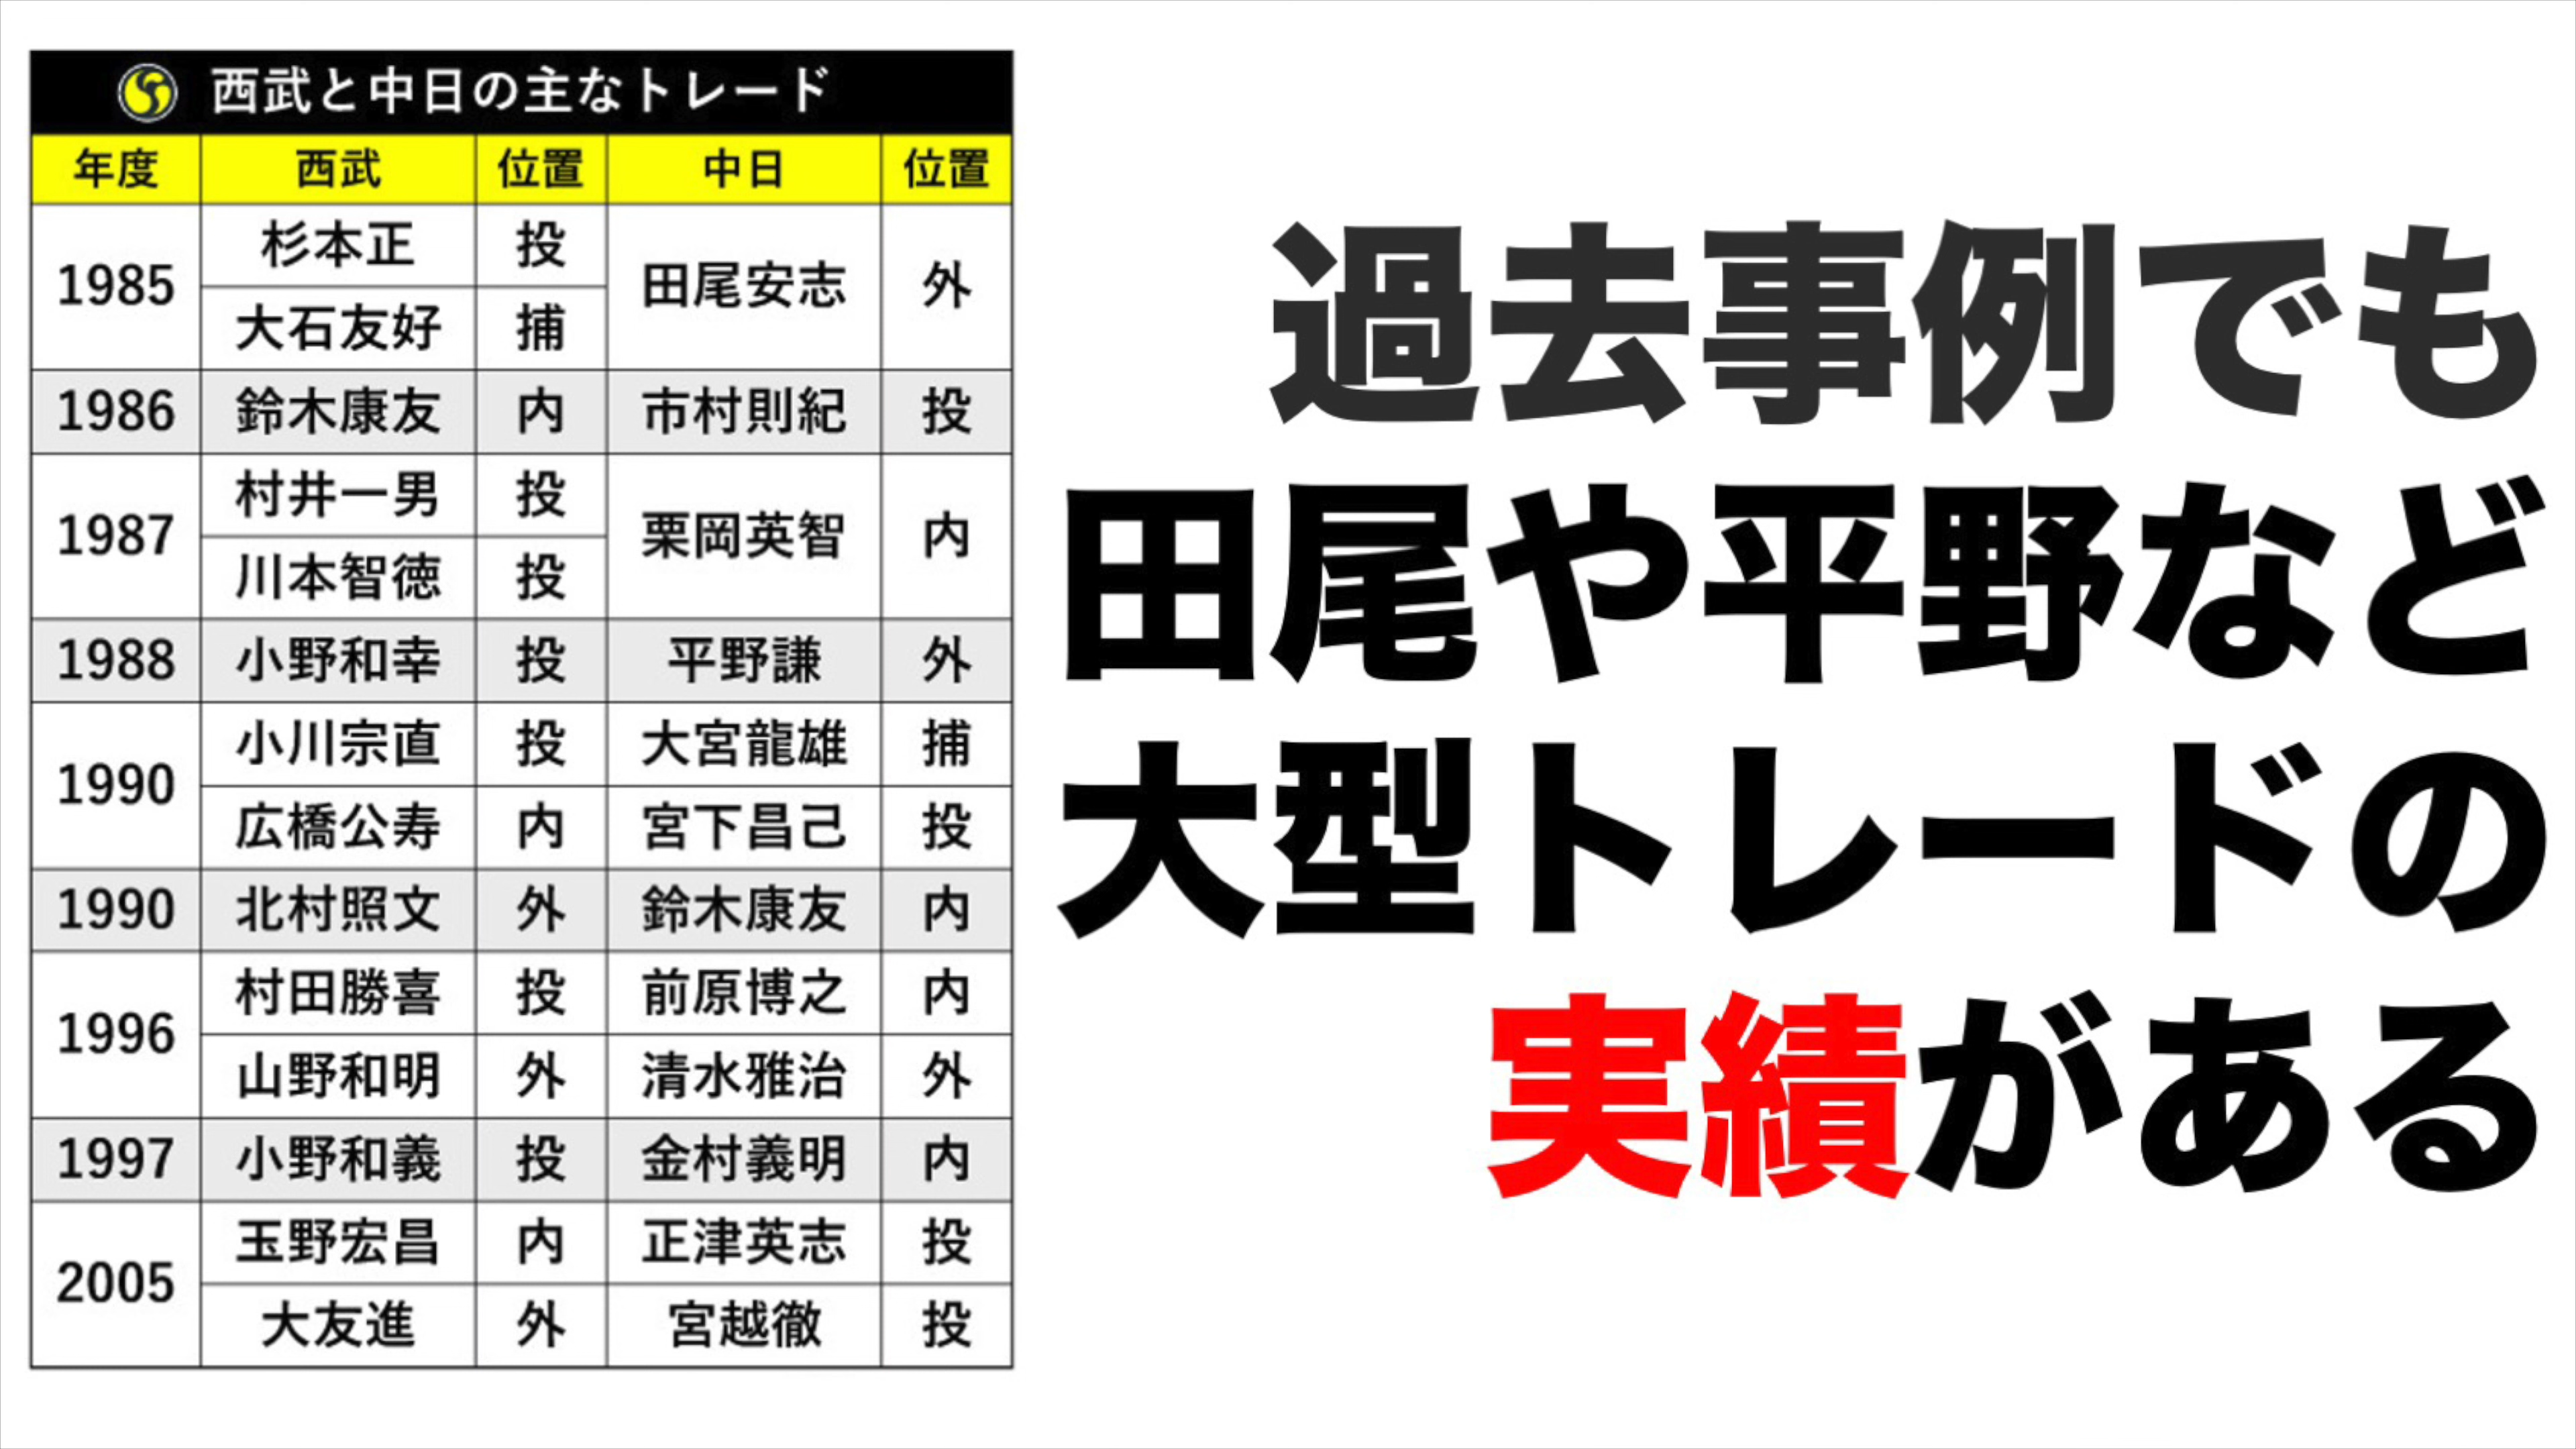 西武と中日の主なトレード
年度 西武 位置 中日 位置
1985 杉本正 投 田尾安志 外
大石友好 捕
1986 鈴木康友 内 市村則紀 投
1987 村井一男 投 栗岡英智 内
川本智徳 投
1988 小野和幸 投 平野謙 外
1990 小川宗直 投 大宮龍雄 捕
広橋公寿 内 宮下昌己 投
1990 北村照文 外 鈴木康友 内
1996 村田勝喜 投 前原博之 内
山野和明 外 清水雅治 外
1997 小野和義 投 金村義明 内
2005 玉野宏昌 内 正津英志 投
大友進 外 宮越徹 投
過去事例でも
田尾や平野など
大型トレードの
実績がある